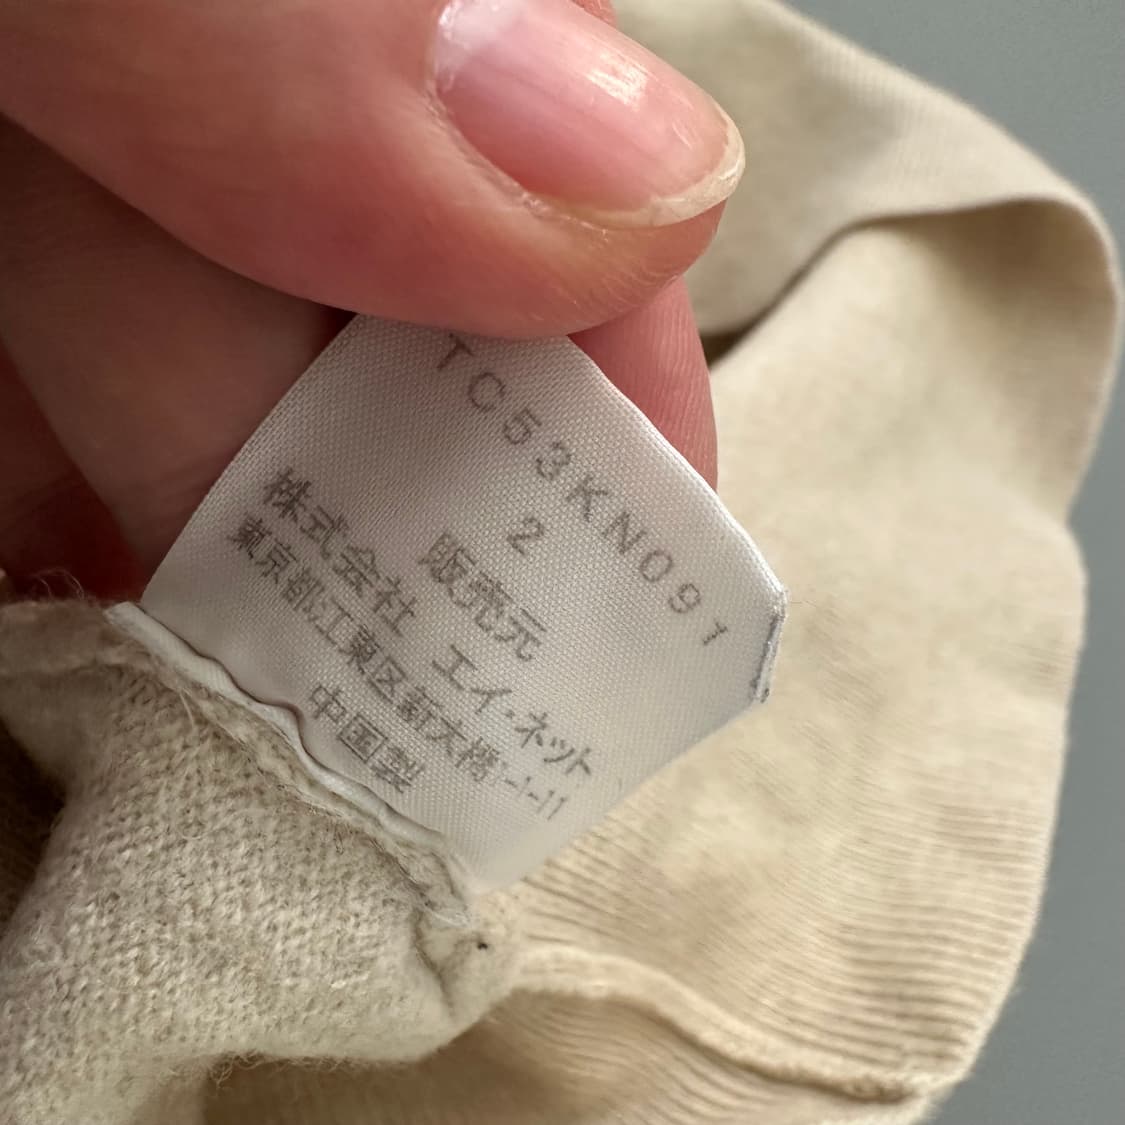 TC53KN091
2
販売元
株式会社 エイ・ネット
東京都江東区新大橋1-1-11
中国製